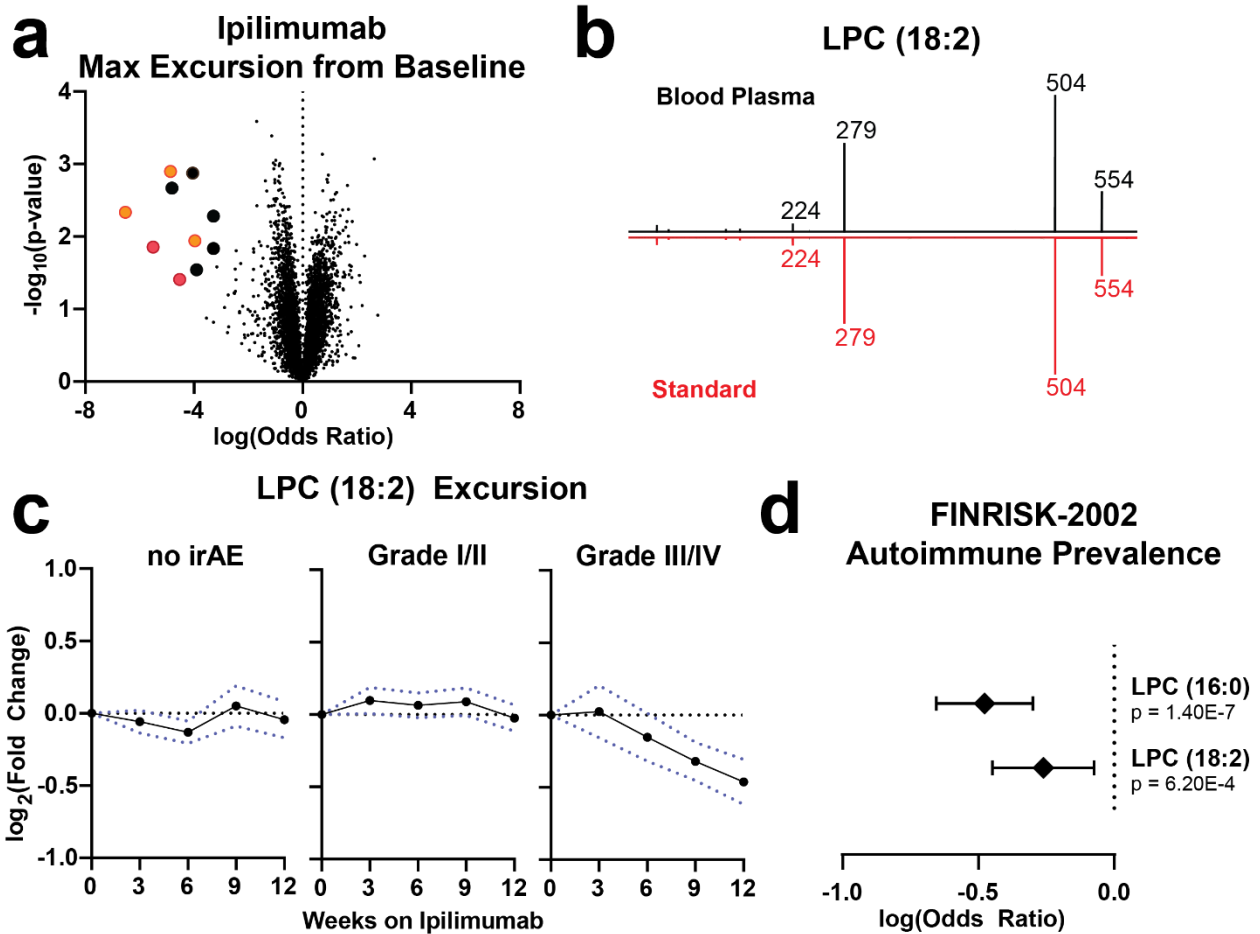 a
Ipilimumab
Max Excursion from Baseline
4
3
2
1
0
-log10(p-value)
-8
-4
0
4
8
log(Odds Ratio)
b
LPC (18:2)
Blood Plasma
224
279
504
554
224
279
504
554
Standard
c
LPC (18:2) Excursion
no irAE
Grade I/II
Grade III/IV
1.0
0.5
0.0
-0.5
-1.0
log2(Fold Change)
0 3 6 9 12
0 3 6 9 12
0 3 6 9 12
Weeks on Ipilimumab
d
FINRISK-2002
Autoimmune Prevalence
LPC (16:0)
p = 1.40E-7
LPC (18:2)
p = 6.20E-4
-1.0
-0.5
0.0
log(Odds Ratio)